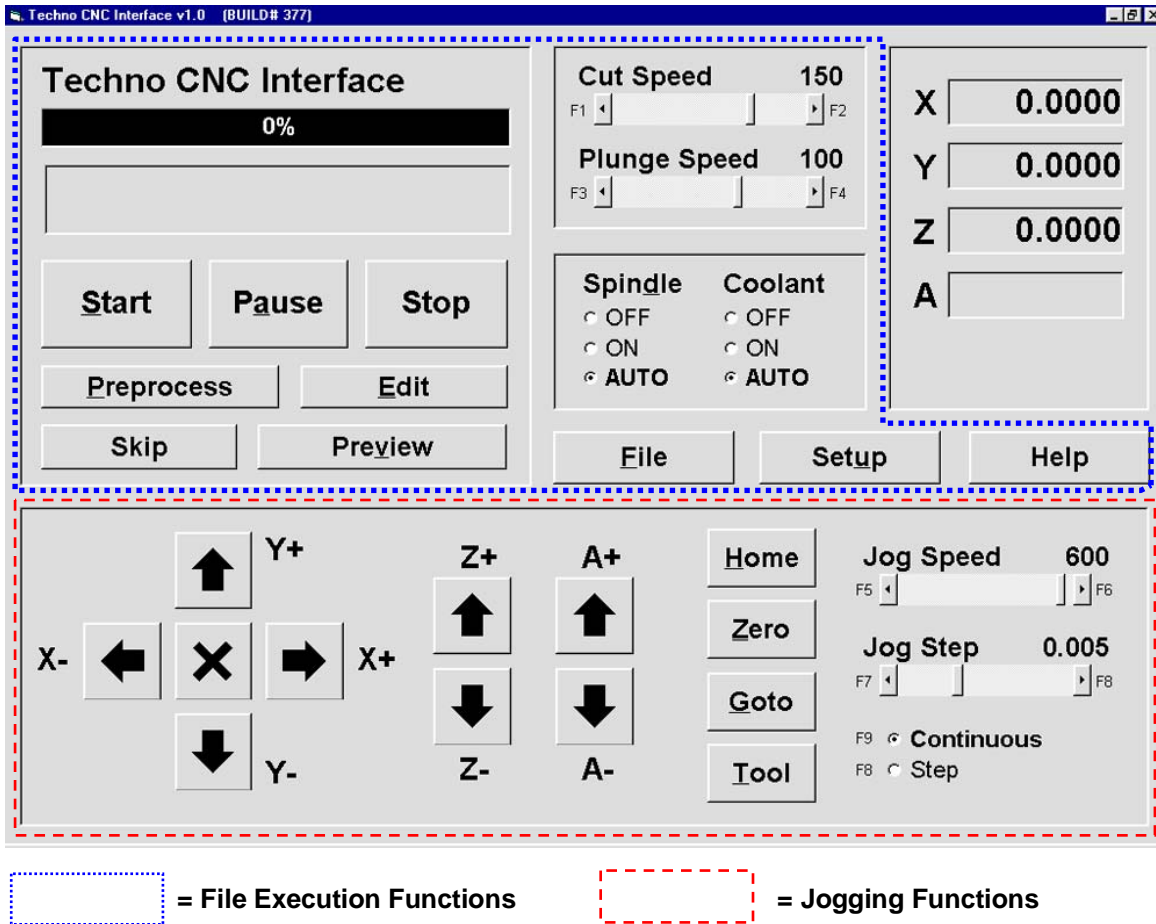 Techno CNC Interface v1.0 (BUILD# 377)
Techno CNC Interface
0%
Start Pause Stop
Preprocess Edit
Skip Preview
Cut Speed 150
F1 F2
Plunge Speed 100
F3 F4
Spindle Coolant
OFF OFF
ON ON
AUTO AUTO
File Setup Help
X 0.0000
Y 0.0000
Z 0.0000
A
Y+
X- X+
Y-
Z+
Z-
A+
A-
Home
Zero
Goto
Tool
Jog Speed 600
F5 F6
Jog Step 0.005
F7 F8
F9 Continuous
F8 Step
= File Execution Functions = Jogging Functions